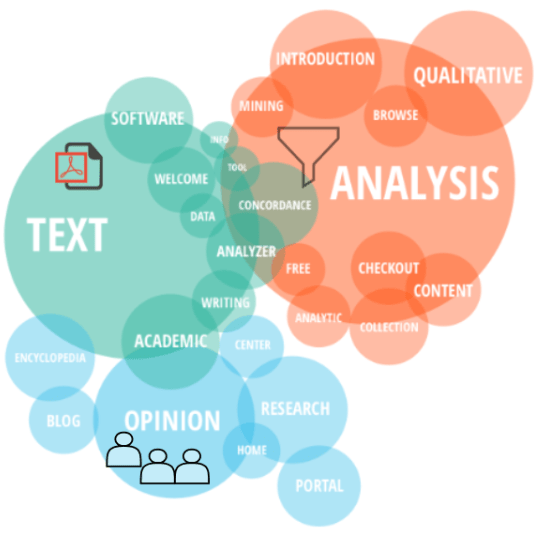 INTRODUCTION
QUALITATIVE
MINING
BROWSE
SOFTWARE
INFO
TOOL
WELCOME
ANALYSIS
CONCORDANCE
DATA
TEXT
ANALYZER
FREE
CHECKOUT
CONTENT
WRITING
ANALYTIC
COLLECTION
ACADEMIC
CENTER
ENCYCLOPEDIA
RESEARCH
BLOG
OPINION
HOME
PORTAL